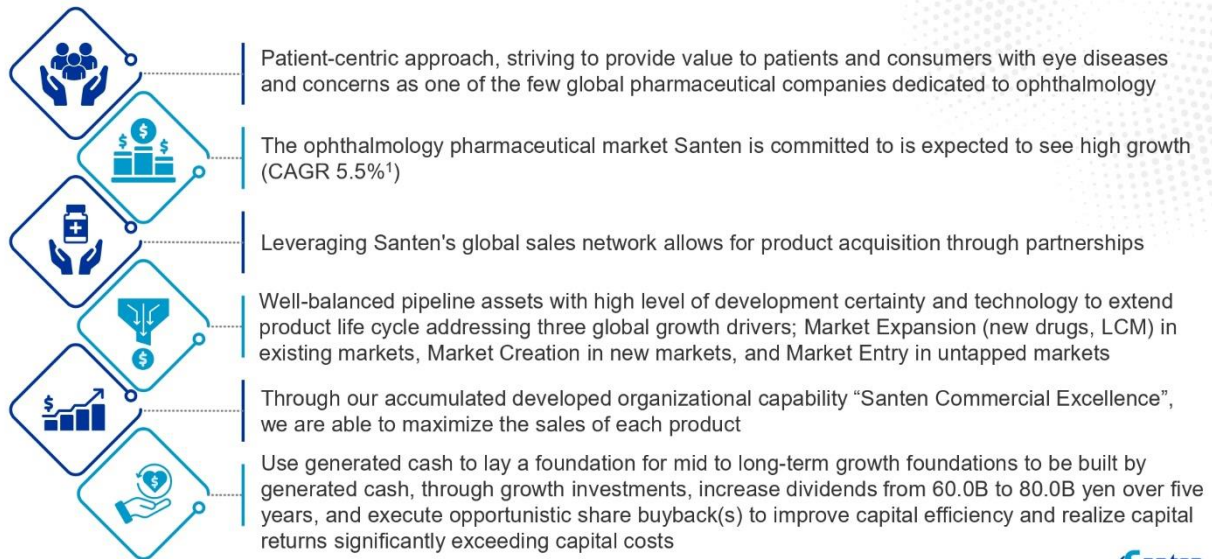 Patient-centric approach, striving to provide value to patients and consumers with eye diseases
and concerns as one of the few global pharmaceutical companies dedicated to ophthalmology
The ophthalmology pharmaceutical market Santen is committed to is expected to see high growth
(CAGR 5.5%¹)
Leveraging Santen's global sales network allows for product acquisition through partnerships
Well-balanced pipeline assets with high level of development certainty and technology to extend
product life cycle addressing three global growth drivers; Market Expansion (new drugs, LCM) in
existing markets, Market Creation in new markets, and Market Entry in untapped markets
Through our accumulated developed organizational capability “Santen Commercial Excellence”,
we are able to maximize the sales of each product
Use generated cash to lay a foundation for mid to long-term growth foundations to be built by
generated cash, through growth investments, increase dividends from 60.0B to 80.0B yen over five
years, and execute opportunistic share buyback(s) to improve capital efficiency and realize capital
returns significantly exceeding capital costs